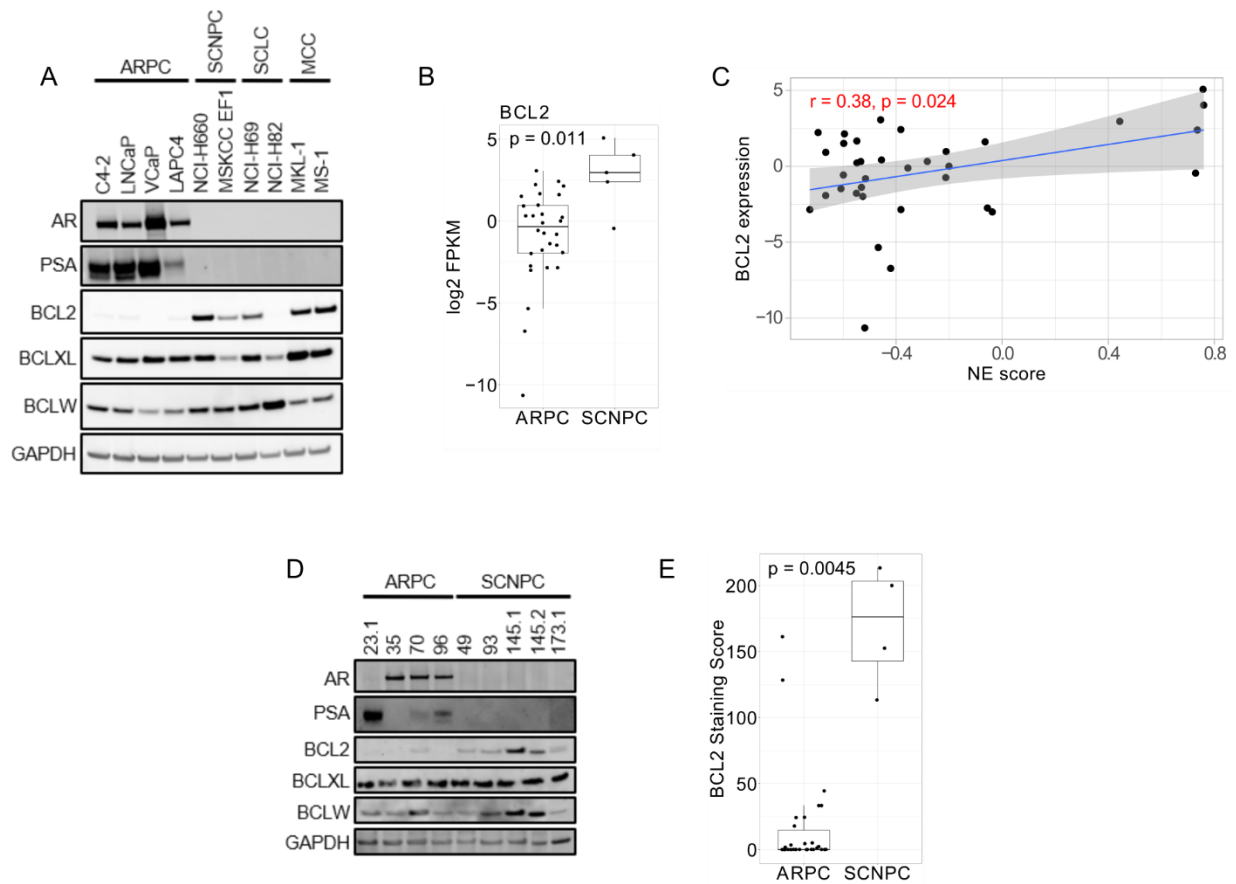 A
ARPC
SCNPC
SCLC
MCC
C4-2
LNCaP
VCaP
LAPC4
NCI-H660
MSKCC EF1
NCI-H69
NCI-H82
MKL-1
MS-1
AR
PSA
BCL2
BCLXL
BCLW
GAPDH
B
BCL2
p = 0.011
log2 FPKM
5
0
−5
−10
ARPC SCNPC
C
r = 0.38, p = 0.024
BCL2 expression
5
0
−5
−10
−0.4 0.0 0.4 0.8
NE score
D
ARPC SCNPC
23.1
35
70
96
49
93
145.1
145.2
173.1
AR
PSA
BCL2
BCLXL
BCLW
GAPDH
E
p = 0.0045
BCL2 Staining Score
200
150
100
50
0
ARPC SCNPC